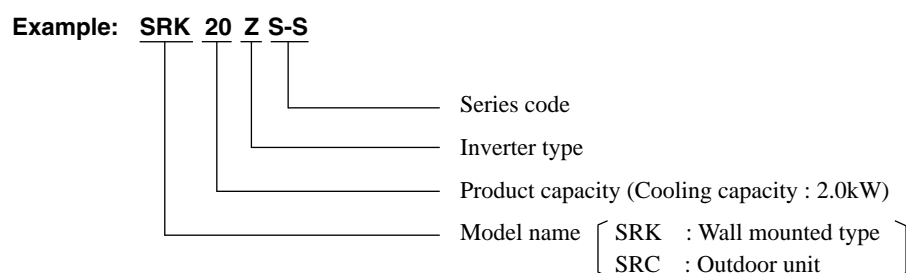 Example: SRK 20 Z S-S
Series code
Inverter type
Product capacity (Cooling capacity : 2.0kW)
Model name SRK : Wall mounted type
SRC : Outdoor unit